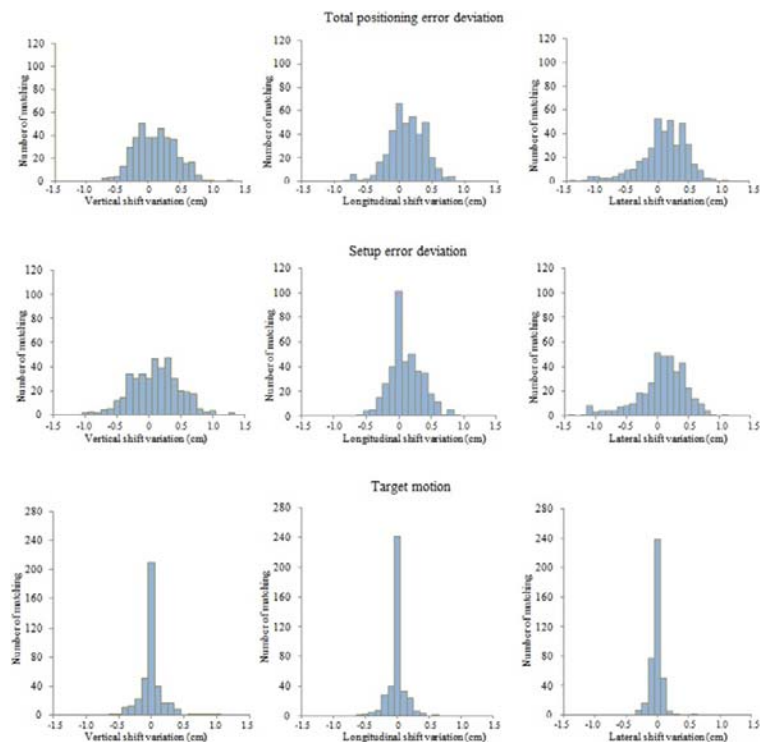 Total positioning error deviation
120
100
80
60
40
20
0
Number of matching
-1.5 -1.0 -0.5 0 0.5 1.0 1.5
Vertical shift variation (cm)
120
100
80
60
40
20
0
Number of matching
-1.5 -1.0 -0.5 0 0.5 1.0 1.5
Longitudinal shift variation (cm)
120
100
80
60
40
20
0
Number of matching
-1.5 -1.0 -0.5 0 0.5 1.0 1.5
Lateral shift variation (cm)
Setup error deviation
120
100
80
60
40
20
0
Number of matching
-1.5 -1.0 -0.5 0 0.5 1.0 1.5
Vertical shift variation (cm)
120
100
80
60
40
20
0
Number of matching
-1.5 -1.0 -0.5 0 0.5 1.0 1.5
Longitudinal shift variation (cm)
120
100
80
60
40
20
0
Number of matching
-1.5 -1.0 -0.5 0 0.5 1.0 1.5
Lateral shift variation (cm)
Target motion
280
240
200
160
120
80
40
0
Number of matching
-1.5 -1.0 -0.5 0 0.5 1.0 1.5
Vertical shift variation (cm)
280
240
200
160
120
80
40
0
Number of matching
-1.5 -1.0 -0.5 0 0.5 1.0 1.5
Longitudinal shift variation (cm)
280
240
200
160
120
80
40
0
Number of matching
-1.5 -1.0 -0.5 0 0.5 1.0 1.5
Lateral shift variation (cm)